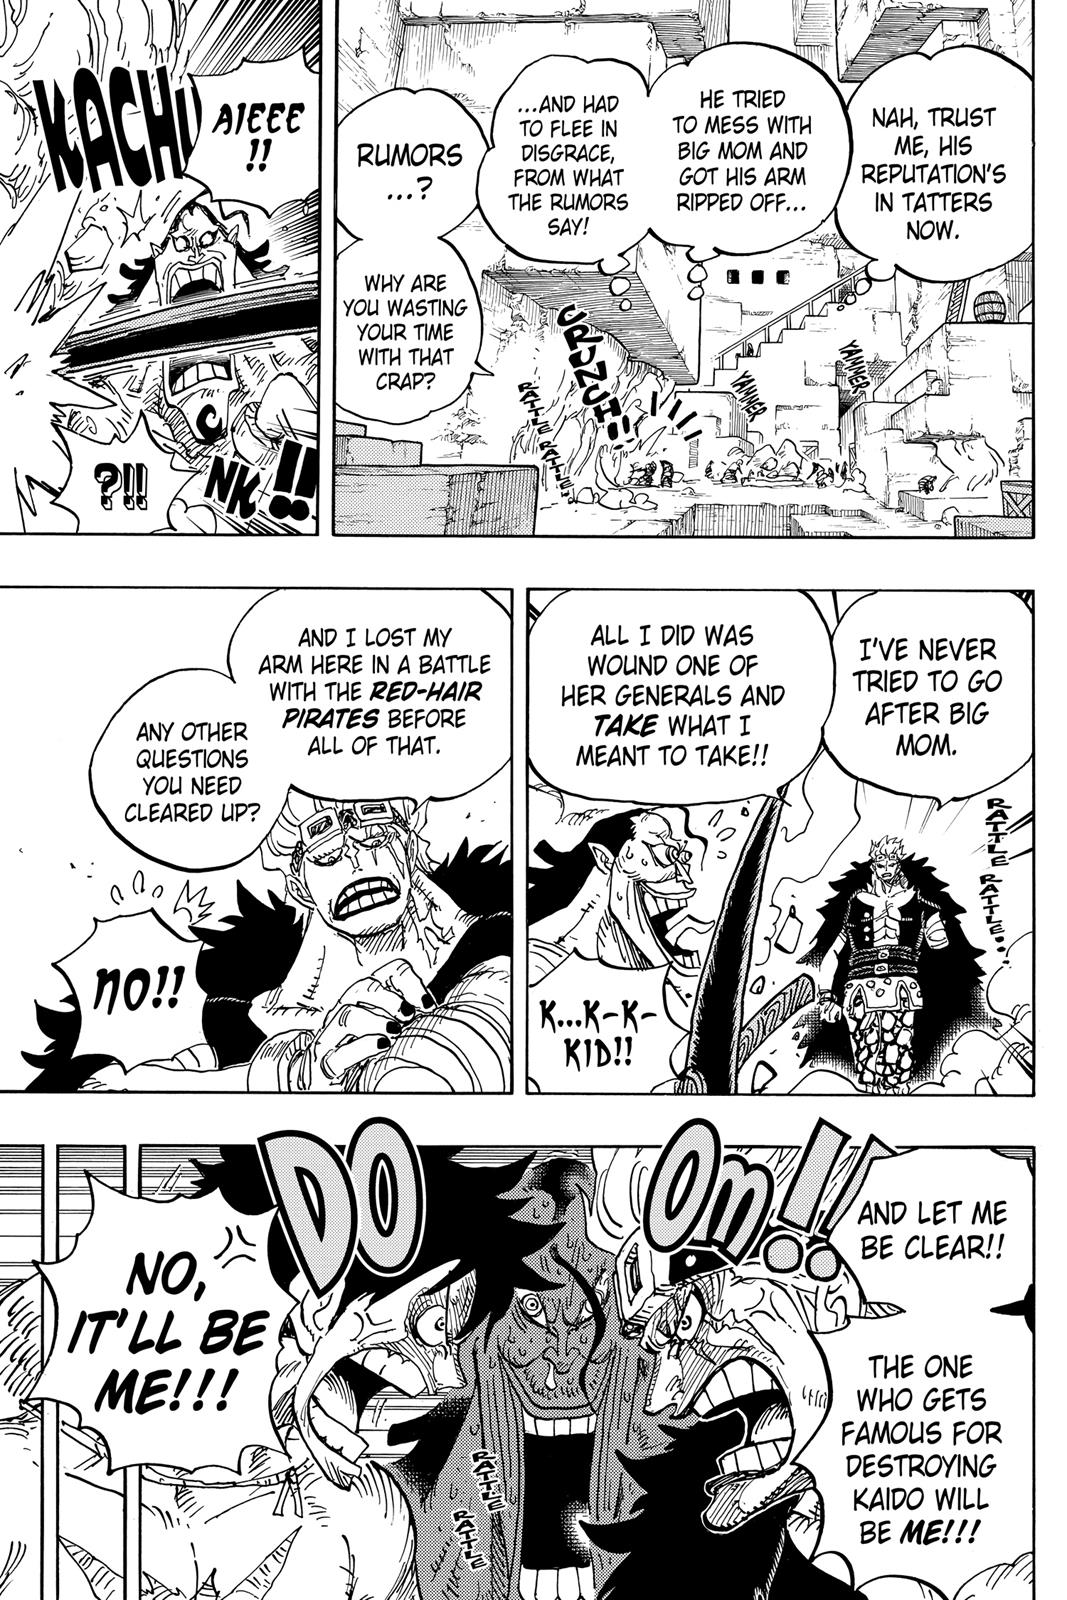 NAH, TRUST
ME, HIS
REPUTATION'S
IN TATTERS
NOW.
HE TRIED
TO MESS WITH
BIG MOM AND
GOT HIS ARM
RIPPED OFF...
...AND HAD
TO FLEE IN
DISGRACE,
FROM WHAT
THE RUMORS
SAY!
RUMORS
...?
WHY ARE
YOU WASTING
YOUR TIME
WITH THAT
CRAP?
YAMMER
YAMMER
CRUNCH!!
RATTLE RATTLE
AIEEE
!!
KACHU
?!!
NK!!
I'VE NEVER
TRIED TO GO
AFTER BIG
MOM.
ALL I DID WAS
WOUND ONE OF
HER GENERALS AND
TAKE WHAT I
MEANT TO TAKE!!
RATTLE RATTLE...
K...K-K-
KID!!
AND I LOST MY
ARM HERE IN A BATTLE
WITH THE RED-HAIR
PIRATES BEFORE
ALL OF THAT.
ANY OTHER
QUESTIONS
YOU NEED
CLEARED UP?
NO!!
AND LET ME
BE CLEAR!!
THE ONE
WHO GETS
FAMOUS FOR
DESTROYING
KAIDO WILL
BE ME!!!
DOOM!!
NO,
IT'LL BE
ME!!!
RATTLE
RATTLE